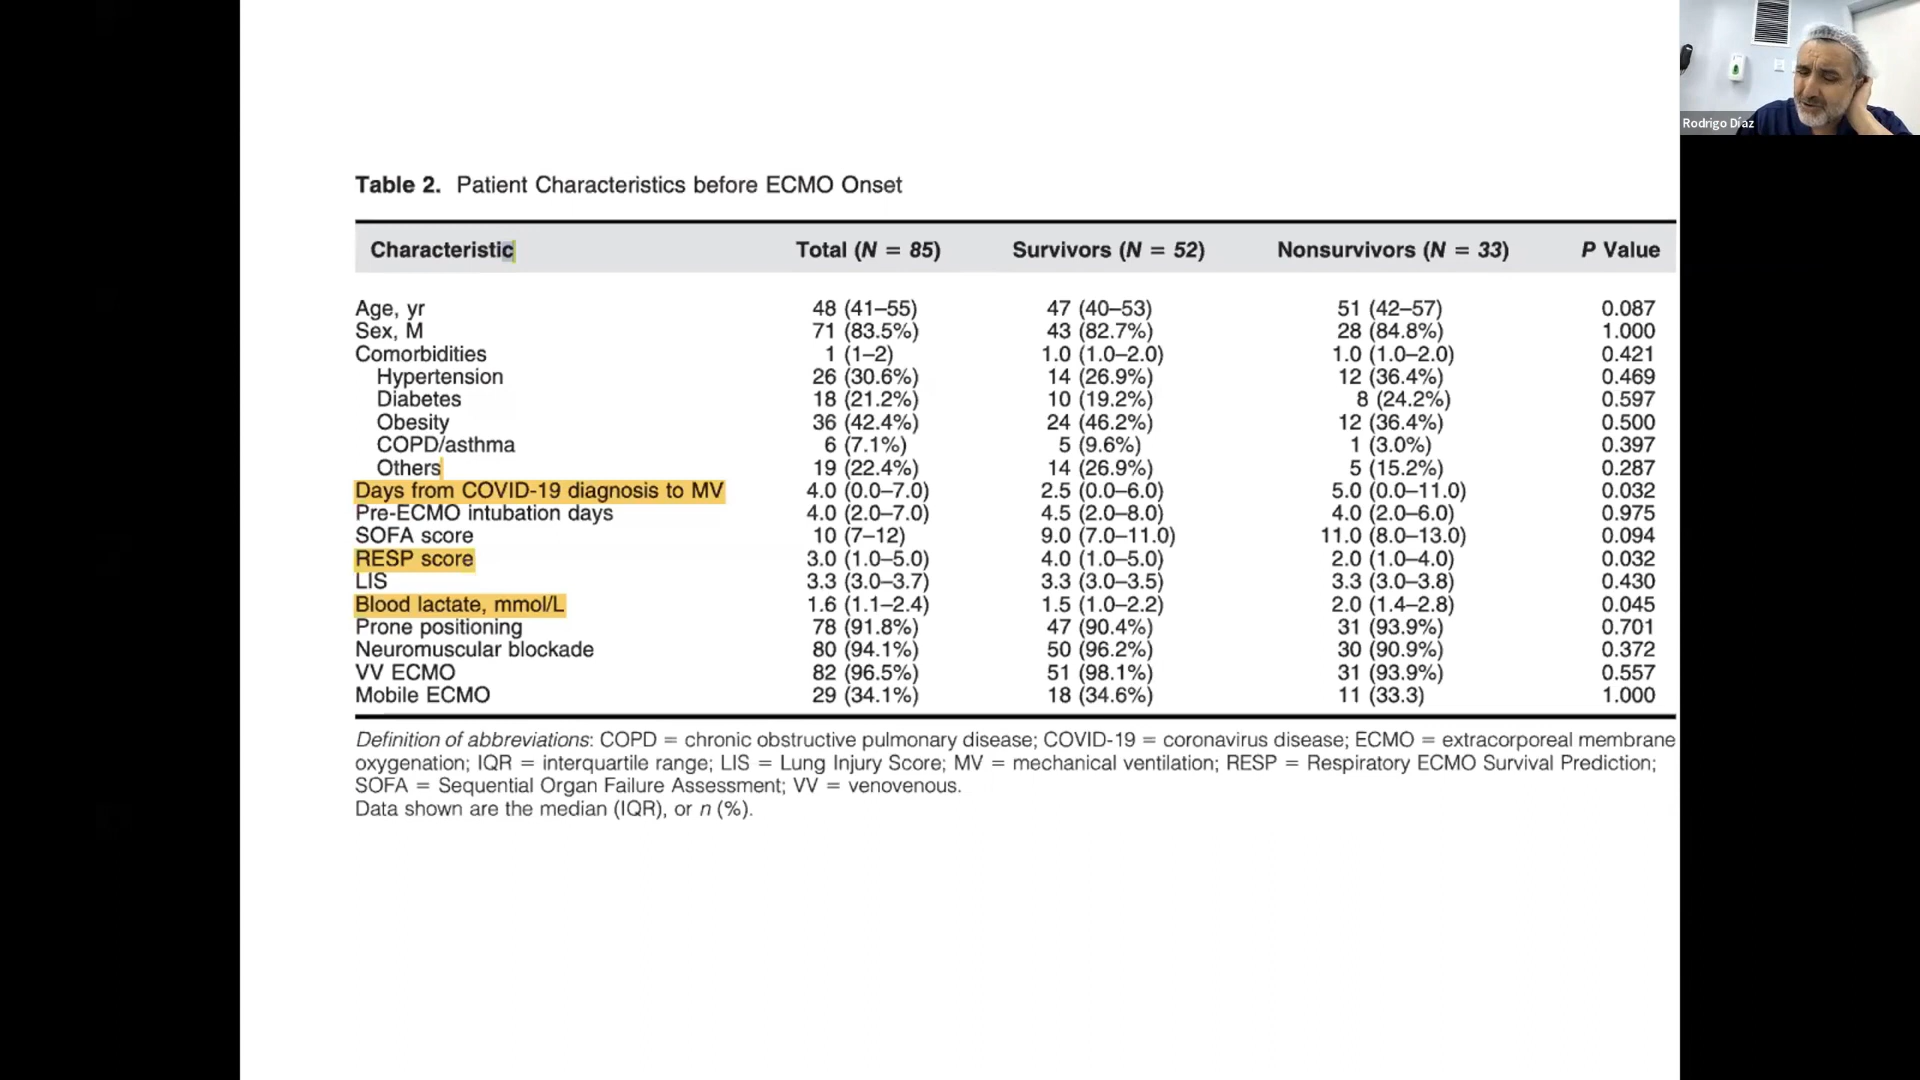 Rodrigo Díaz
Table 2. Patient Characteristics before ECMO Onset
Characteristic Total (N = 85) Survivors (N = 52) Nonsurvivors (N = 33) P Value
Age, yr 48 (41–55) 47 (40–53) 51 (42–57) 0.087
Sex, M 71 (83.5%) 43 (82.7%) 28 (84.8%) 1.000
Comorbidities 1 (1–2) 1.0 (1.0–2.0) 1.0 (1.0–2.0) 0.421
Hypertension 26 (30.6%) 14 (26.9%) 12 (36.4%) 0.469
Diabetes 18 (21.2%) 10 (19.2%) 8 (24.2%) 0.597
Obesity 36 (42.4%) 24 (46.2%) 12 (36.4%) 0.500
COPD/asthma 6 (7.1%) 5 (9.6%) 1 (3.0%) 0.397
Others 19 (22.4%) 14 (26.9%) 5 (15.2%) 0.287
Days from COVID-19 diagnosis to MV 4.0 (0.0–7.0) 2.5 (0.0–6.0) 5.0 (0.0–11.0) 0.032
Pre-ECMO intubation days 4.0 (2.0–7.0) 4.5 (2.0–8.0) 4.0 (2.0–6.0) 0.975
SOFA score 10 (7–12) 9.0 (7.0–11.0) 11.0 (8.0–13.0) 0.094
RESP score 3.0 (1.0–5.0) 4.0 (1.0–5.0) 2.0 (1.0–4.0) 0.032
LIS 3.3 (3.0–3.7) 3.3 (3.0–3.5) 3.3 (3.0–3.8) 0.430
Blood lactate, mmol/L 1.6 (1.1–2.4) 1.5 (1.0–2.2) 2.0 (1.4–2.8) 0.045
Prone positioning 78 (91.8%) 47 (90.4%) 31 (93.9%) 0.701
Neuromuscular blockade 80 (94.1%) 50 (96.2%) 30 (90.9%) 0.372
VV ECMO 82 (96.5%) 51 (98.1%) 31 (93.9%) 0.557
Mobile ECMO 29 (34.1%) 18 (34.6%) 11 (33.3) 1.000
Definition of abbreviations: COPD = chronic obstructive pulmonary disease; COVID-19 = coronavirus disease; ECMO = extracorporeal membrane
oxygenation; IQR = interquartile range; LIS = Lung Injury Score; MV = mechanical ventilation; RESP = Respiratory ECMO Survival Prediction;
SOFA = Sequential Organ Failure Assessment; VV = venovenous.
Data shown are the median (IQR), or n (%).